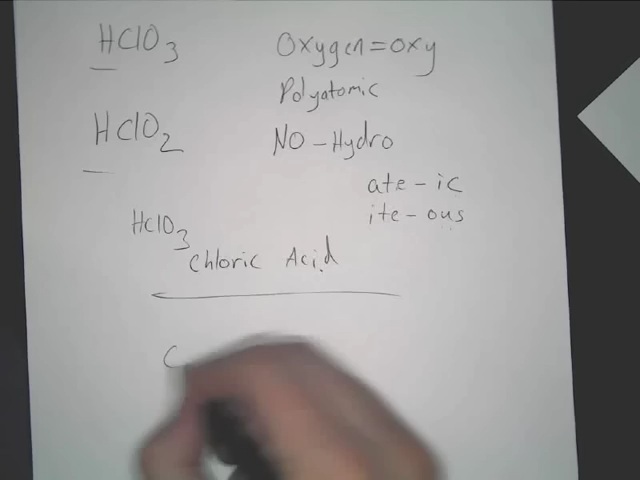 HClO3 Oxygen=oxy
Polyatomic
HClO2 NO-Hydro
ate-ic
ite-ous
HClO3
Chloric Acid
C